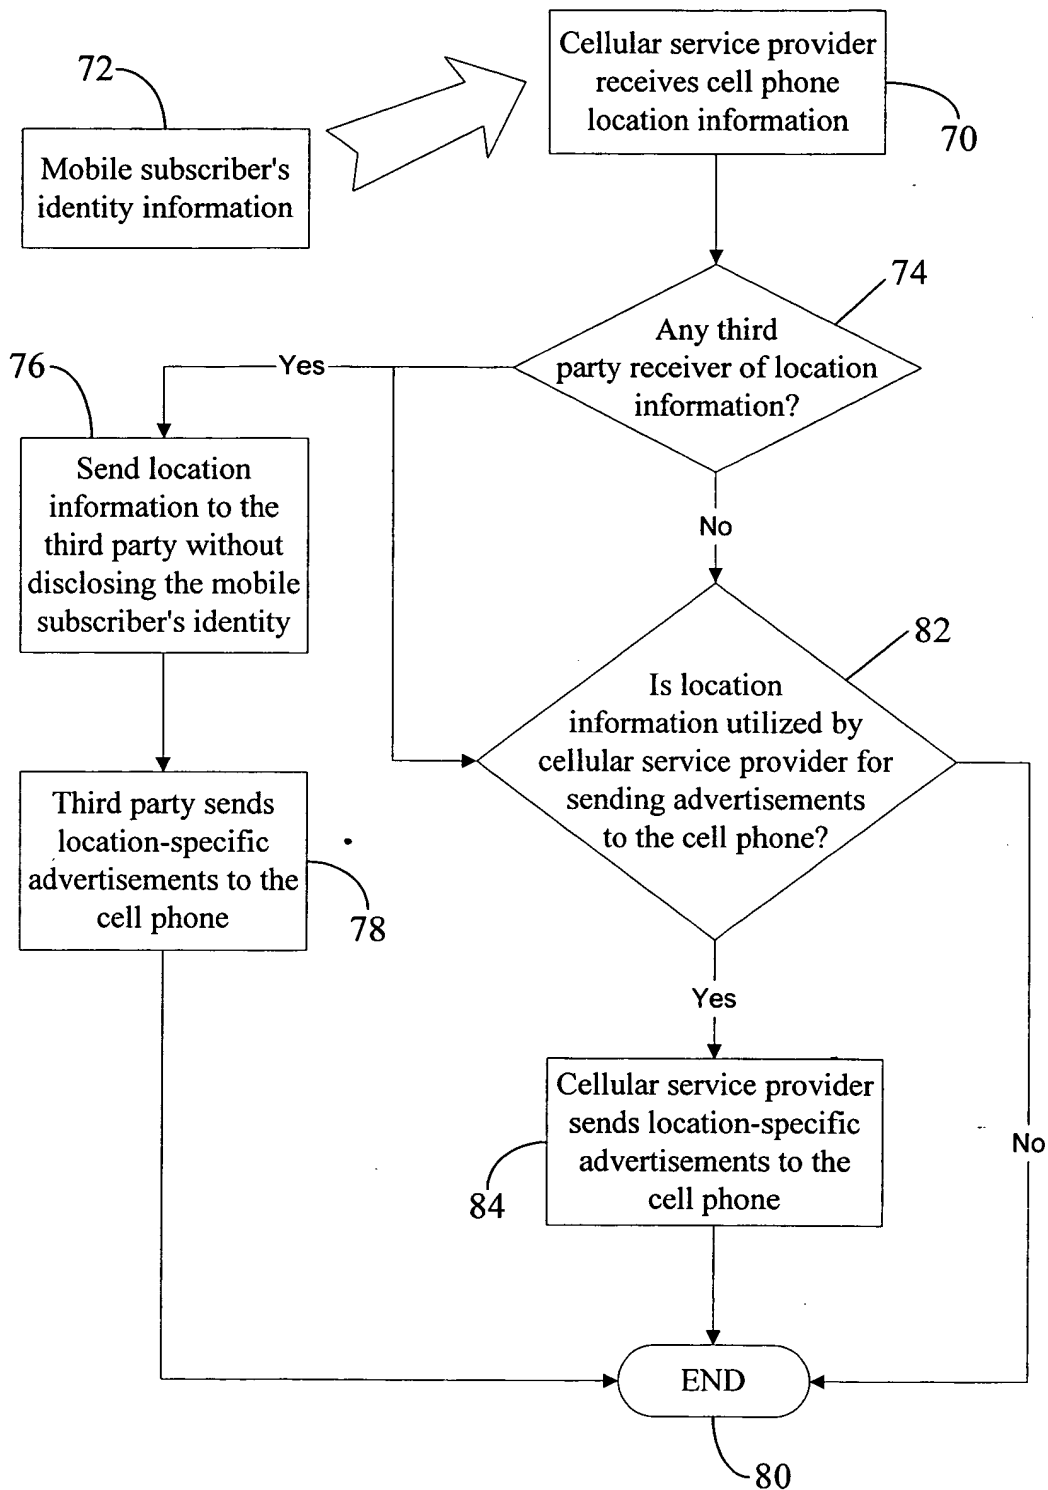 72
Cellular service provider
receives cell phone
location information
70
Mobile subscriber's
identity information
74
Any third
party receiver of location
information?
Yes
No
76
Send location
information to the
third party without
disclosing the mobile
subscriber's identity
82
Is location
information utilized by
cellular service provider for
sending advertisements
to the cell phone?
Third party sends
location-specific
advertisements to the
cell phone
78
Yes
No
Cellular service provider
sends location-specific
advertisements to the
cell phone
84
END
80